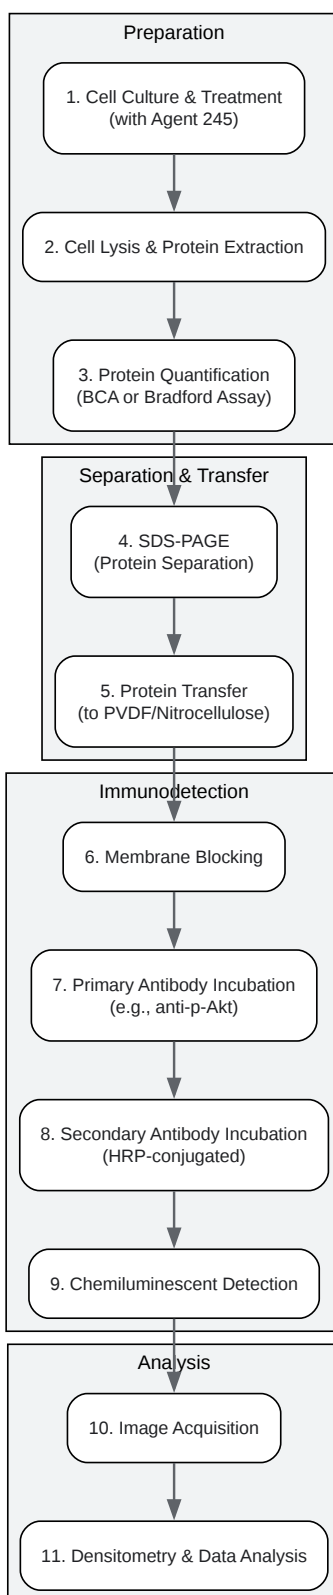 Preparation
1. Cell Culture & Treatment
(with Agent 245)
2. Cell Lysis & Protein Extraction
3. Protein Quantification
(BCA or Bradford Assay)
Separation & Transfer
4. SDS-PAGE
(Protein Separation)
5. Protein Transfer
(to PVDF/Nitrocellulose)
Immunodetection
6. Membrane Blocking
7. Primary Antibody Incubation
(e.g., anti-p-Akt)
8. Secondary Antibody Incubation
(HRP-conjugated)
9. Chemiluminescent Detection
Analysis
10. Image Acquisition
11. Densitometry & Data Analysis